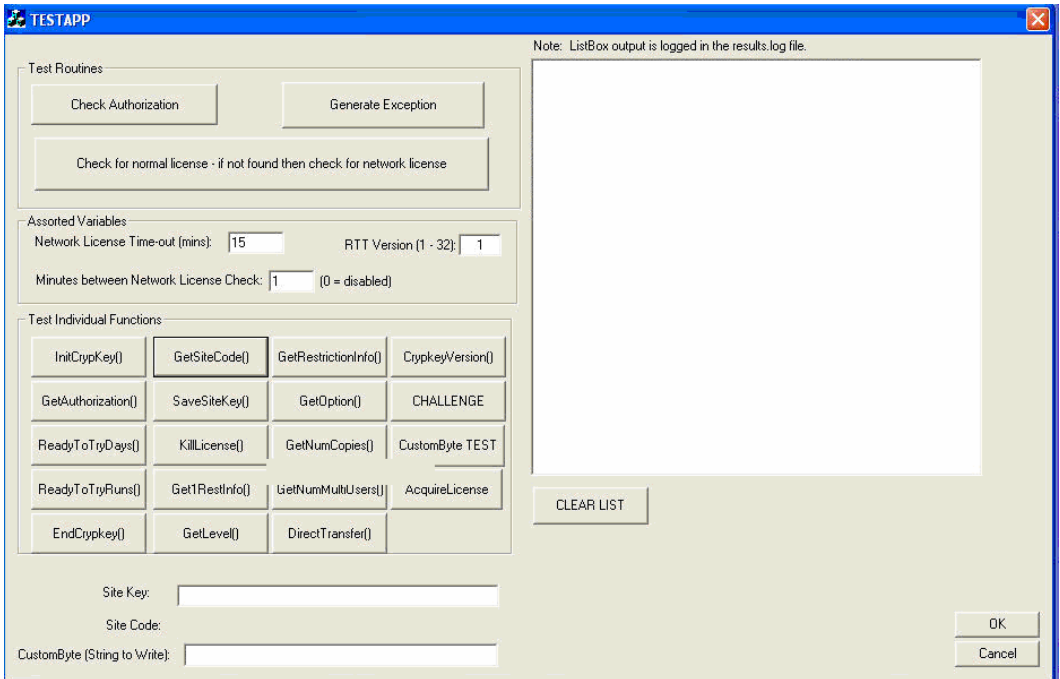 TESTAPP
Note: ListBox output is logged in the results.log file.
Test Routines
Check Authorization
Generate Exception
Check for normal license - if not found then check for network license
Assorted Variables
Network License Time-out (mins): 15
RTT Version (1 - 32): 1
Minutes between Network License Check: 1 (0 = disabled)
Test Individual Functions
InitCrypKey() GetSiteCode() GetRestrictionInfo() CrypkeyVersion()
GetAuthorization() SaveSiteKey() GetOption() CHALLENGE
ReadyToTryDays() KillLicense() GetNumCopies() CustomByte TEST
ReadyToTryRuns() Get1RestInfo() GetNumMultiUsers() AcquireLicense
EndCrypkey() GetLevel() DirectTransfer()
CLEAR LIST
Site Key:
Site Code:
CustomByte (String to Write):
OK
Cancel